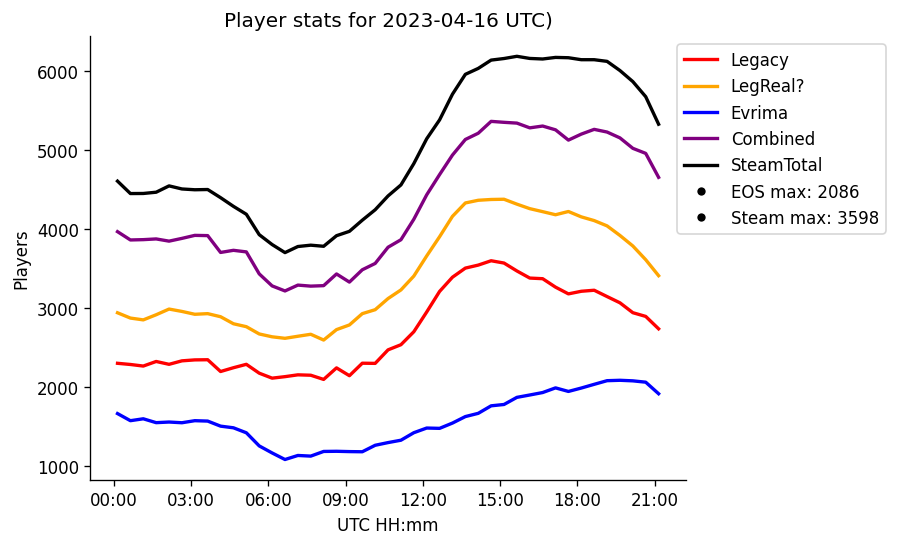 Player stats for 2023-04-16 UTC)
Players
6000
5000
4000
3000
2000
1000
00:00 03:00 06:00 09:00 12:00 15:00 18:00 21:00
UTC HH:mm
Legacy
LegReal?
Evrima
Combined
SteamTotal
EOS max: 2086
Steam max: 3598